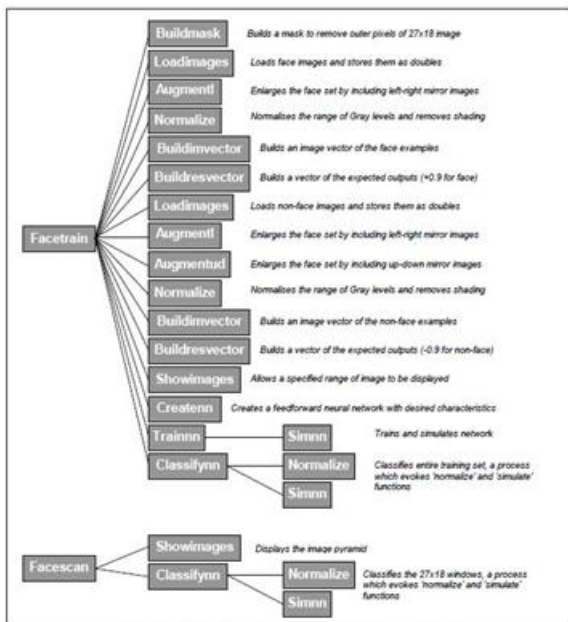 Buildmask Builds a mask to remove outer pixels of 27x18 image
Loadimages Loads face images and stores them as doubles
Augmentl Enlarges the face set by including left-right mirror images
Normalize Normalises the range of Gray levels and removes shading
Buildimvector Builds an image vector of the face examples
Buildresvector Builds a vector of the expected outputs (+0.9 for face)
Loadimages Loads non-face images and stores them as doubles
Facetrain
Augmentl Enlarges the face set by including left-right mirror images
Augmentud Enlarges the face set by including up-down mirror images
Normalize Normalises the range of Gray levels and removes shading
Buildimvector Builds an image vector of the non-face examples
Buildresvector Builds a vector of the expected outputs (-0.9 for non-face)
Showimages Allows a specified range of image to be displayed
Createnn Creates a feedforward neural network with desired characteristics
Trainnn Simnn Trains and simulates network
Classifynn Normalize Classifies entire training set, a process
which evokes 'normalize' and 'simulate'
Simnn functions
Showimages Displays the image pyramid
Facescan
Classifynn Normalize Classifies the 27x18 windows, a process
which evokes 'normalize' and 'simulate'
Simnn functions